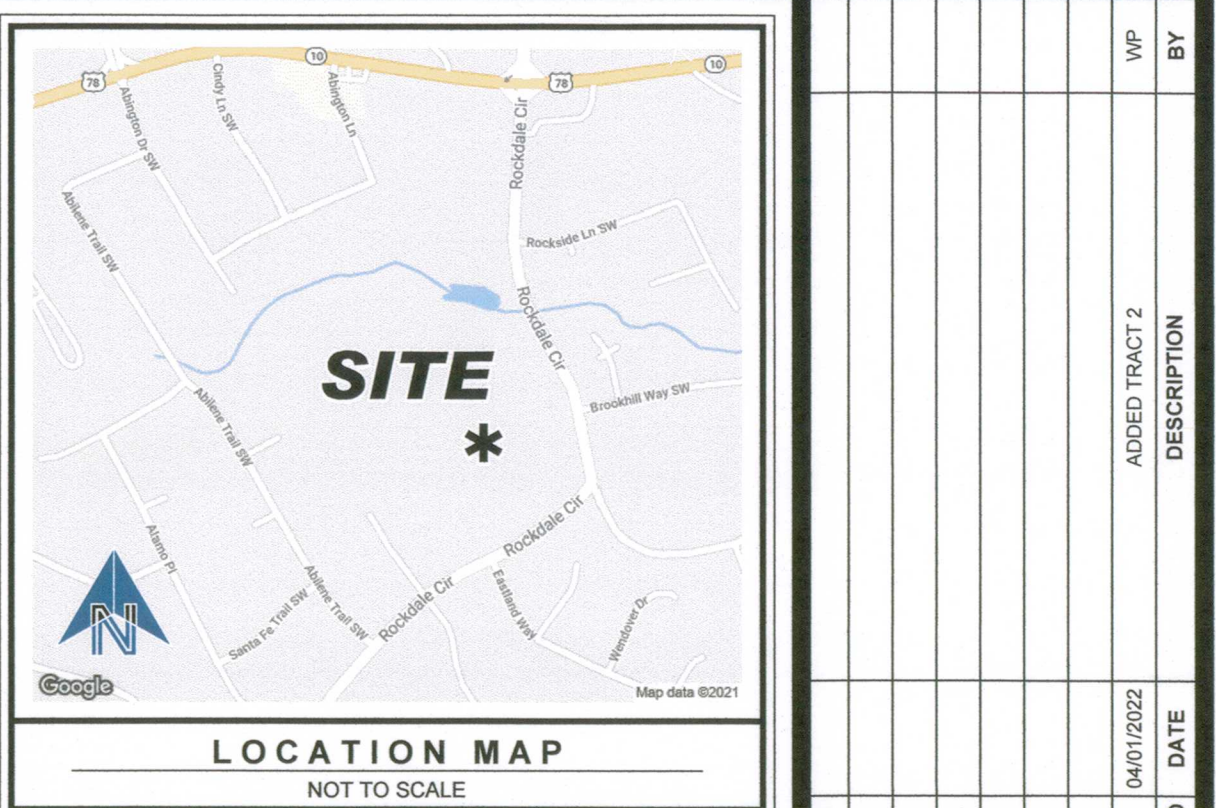 10
10
78
78
Abington Dr SW
Cindy Ln SW
Abington Ln
Rockdale Cir
Abilene Trail SW
Rockside Ln SW
Rockdale Cir
SITE
*
Brookhill Way SW
Abilene Trail SW
Rockdale Cir
Alamo Pl
Abilene Trail SW
Rockdale Cir
Eastland Way
Santa Fe Trail SW
Wendover Dr
N
Google
Map data ©2021
LOCATION MAP
NOT TO SCALE
04/01/2022 ADDED TRACT 2 WP
DATE DESCRIPTION BY